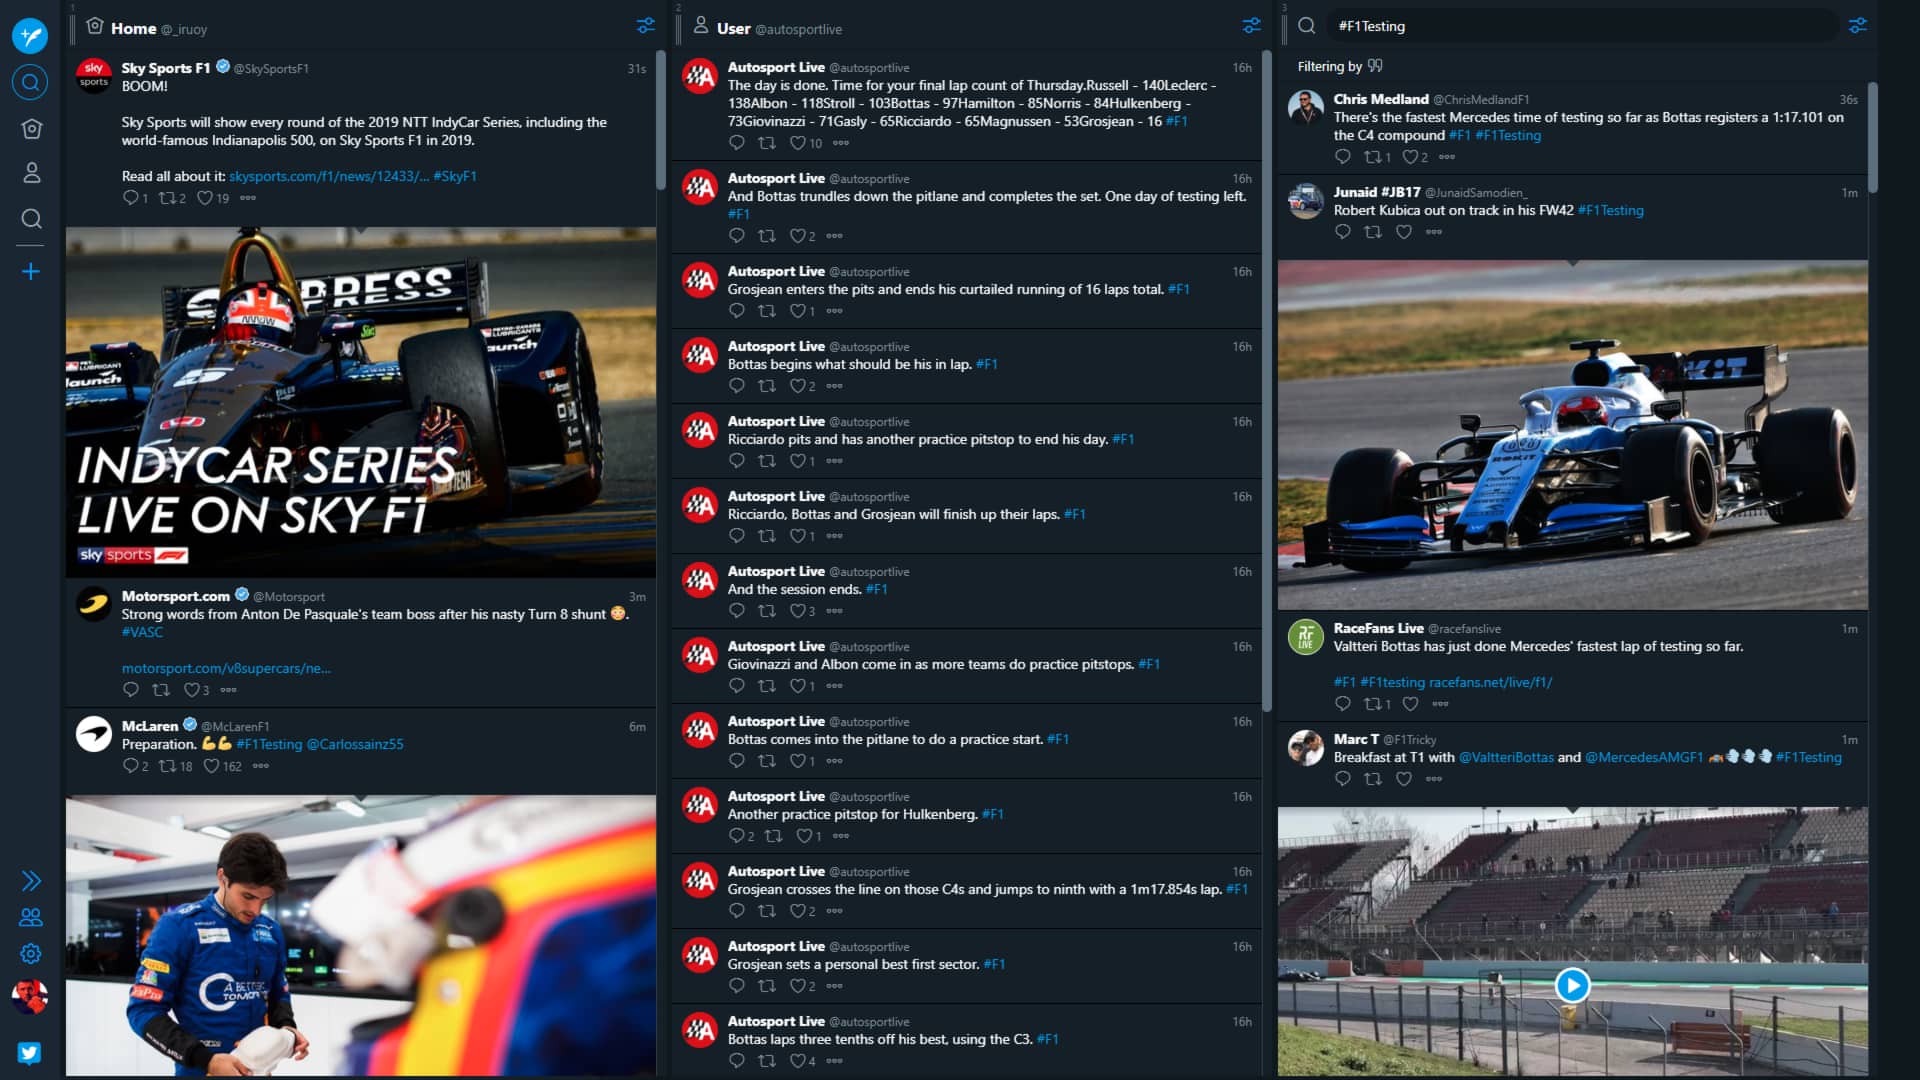 1
Home @_iruoy
Sky Sports F1 @SkySportsF1 31s
BOOM!
Sky Sports will show every round of the 2019 NTT IndyCar Series, including the
world-famous Indianapolis 500, on Sky Sports F1 in 2019.
Read all about it: skysports.com/f1/news/12433/... #SkyF1
1 2 19
INDYCAR SERIES
LIVE ON SKY F1
sky sports F1
Motorsport.com @Motorsport 3m
Strong words from Anton De Pasquale's team boss after his nasty Turn 8 shunt 😳.
#VASC
motorsport.com/v8supercars/ne...
3
McLaren @McLarenF1 6m
Preparation. 💪💪 #F1Testing @Carlossainz55
2 18 162
2
User @autosportlive
Autosport Live @autosportlive 16h
The day is done. Time for your final lap count of Thursday.Russell - 140Leclerc -
138Albon - 118Stroll - 103Bottas - 97Hamilton - 85Norris - 84Hulkenberg -
73Giovinazzi - 71Gasly - 65Ricciardo - 65Magnussen - 53Grosjean - 16 #F1
10
Autosport Live @autosportlive 16h
And Bottas trundles down the pitlane and completes the set. One day of testing left.
#F1
2
Autosport Live @autosportlive 16h
Grosjean enters the pits and ends his curtailed running of 16 laps total. #F1
1
Autosport Live @autosportlive 16h
Bottas begins what should be his in lap. #F1
2
Autosport Live @autosportlive 16h
Ricciardo pits and has another practice pitstop to end his day. #F1
1
Autosport Live @autosportlive 16h
Ricciardo, Bottas and Grosjean will finish up their laps. #F1
1
Autosport Live @autosportlive 16h
And the session ends. #F1
3
Autosport Live @autosportlive 16h
Giovinazzi and Albon come in as more teams do practice pitstops. #F1
1
Autosport Live @autosportlive 16h
Bottas comes into the pitlane to do a practice start. #F1
1
Autosport Live @autosportlive 16h
Another practice pitstop for Hulkenberg. #F1
2 1
Autosport Live @autosportlive 16h
Grosjean crosses the line on those C4s and jumps to ninth with a 1m17.854s lap. #F1
2
Autosport Live @autosportlive 16h
Grosjean sets a personal best first sector. #F1
2
Autosport Live @autosportlive 16h
Bottas laps three tenths off his best, using the C3. #F1
4
3
#F1Testing
Filtering by
Chris Medland @ChrisMedlandF1 36s
There's the fastest Mercedes time of testing so far as Bottas registers a 1:17.101 on
the C4 compound #F1 #F1Testing
1 2
Junaid #JB17 @JunaidSamodien_ 1m
Robert Kubica out on track in his FW42 #F1Testing
ROKiT
RaceFans Live @racefanslive 1m
Valtteri Bottas has just done Mercedes' fastest lap of testing so far.
#F1 #F1testing racefans.net/live/f1/
1
Marc T @F1Tricky 1m
Breakfast at T1 with @ValtteriBottas and @MercedesAMGF1 🏎💨💨💨 #F1Testing